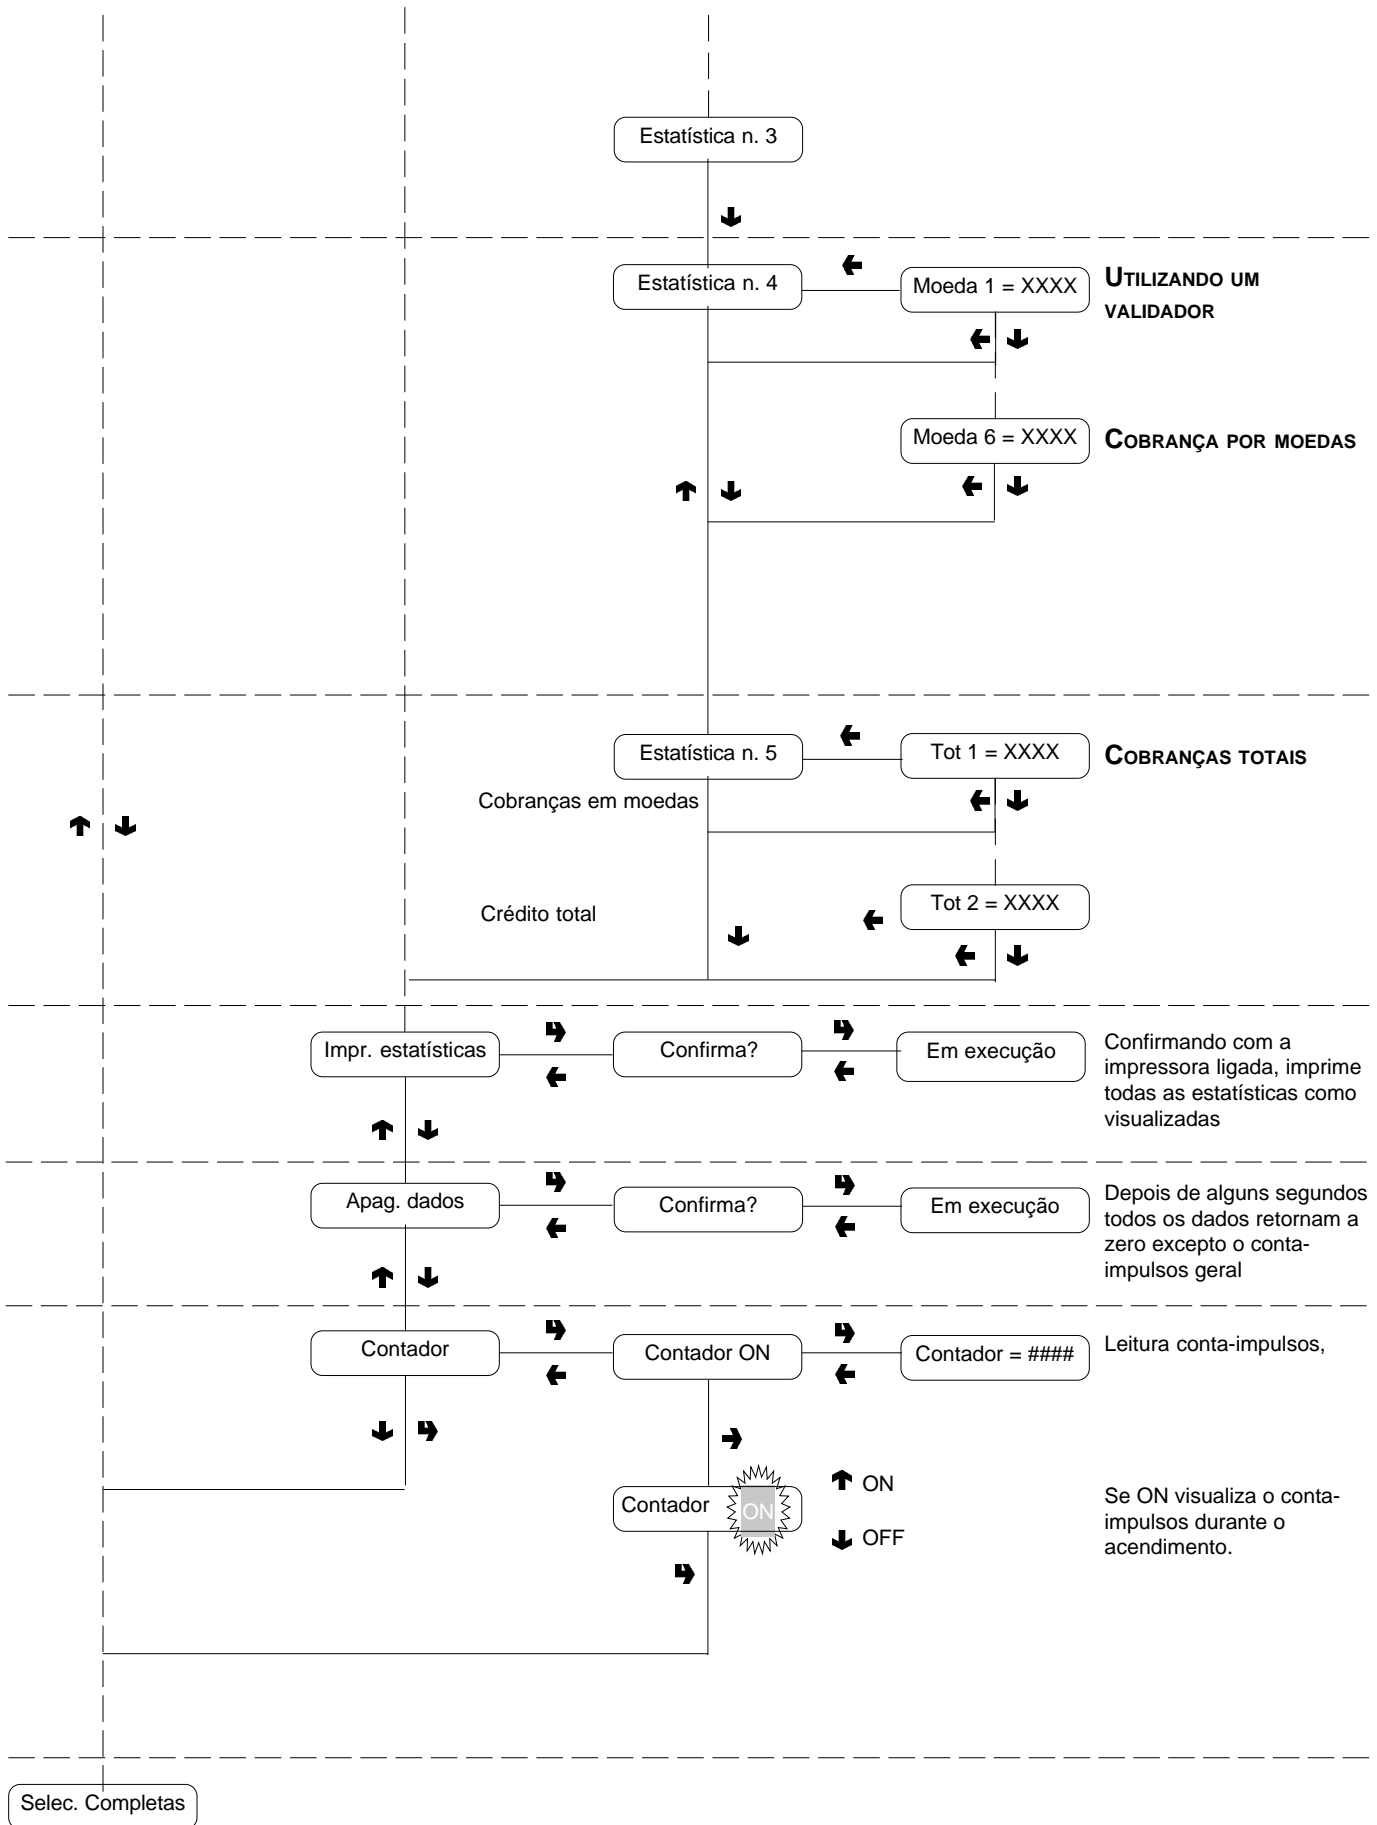 Estatística n. 3
Estatística n. 4
Moeda 1 = XXXX
UTILIZANDO UM
VALIDADOR
Moeda 6 = XXXX
COBRANÇA POR MOEDAS
Estatística n. 5
Tot 1 = XXXX
COBRANÇAS TOTAIS
Cobranças em moedas
Crédito total
Tot 2 = XXXX
Impr. estatísticas
Confirma?
Em execução
Confirmando com a
impressora ligada, imprime
todas as estatísticas como
visualizadas
Apag. dados
Confirma?
Em execução
Depois de alguns segundos
todos os dados retornam a
zero excepto o conta-
impulsos geral
Contador
Contador ON
Contador = ####
Leitura conta-impulsos,
Contador ON
ON
OFF
Se ON visualiza o conta-
impulsos durante o
acendimento.
Selec. Completas